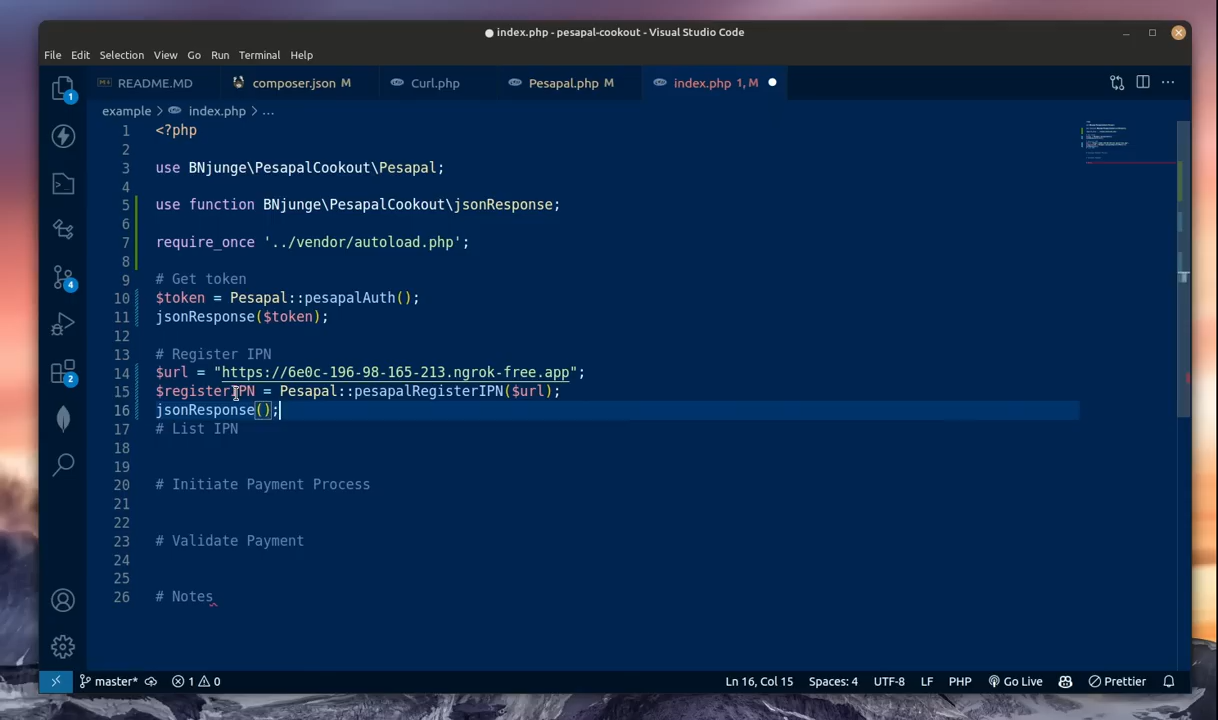 index.php - pesapal-cookout - Visual Studio Code
File Edit Selection View Go Run Terminal Help
README.MD composer.json M Curl.php Pesapal.php M index.php 1, M
example > index.php > ...
1 <?php
2
3 use BNjunge\PesapalCookout\Pesapal;
4
5 use function BNjunge\PesapalCookout\jsonResponse;
6
7 require_once '../vendor/autoload.php';
8
9 # Get token
10 $token = Pesapal::pesapalAuth();
11 jsonResponse($token);
12
13 # Register IPN
14 $url = "https://6e0c-196-98-165-213.ngrok-free.app";
15 $registerIPN = Pesapal::pesapalRegisterIPN($url);
16 jsonResponse();
17 # List IPN
18
19
20 # Initiate Payment Process
21
22
23 # Validate Payment
24
25
26 # Notes
1
4
2
master* 1 0 Ln 16, Col 15 Spaces: 4 UTF-8 LF PHP Go Live Prettier